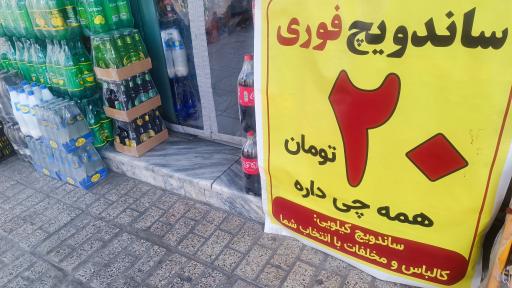 ساندویچ فوری
۲۰
تومان
همه چی داره
ساندویچ کیلویی:
کالباس و مخلفات با انتخاب شما